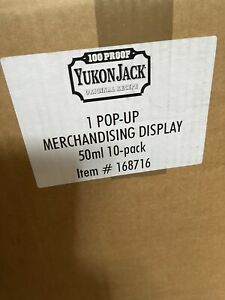 100 PROOF
YUKON JACK
ORIGINAL RECIPE
1 POP-UP
MERCHANDISING DISPLAY
50ml 10-pack
Item # 168716